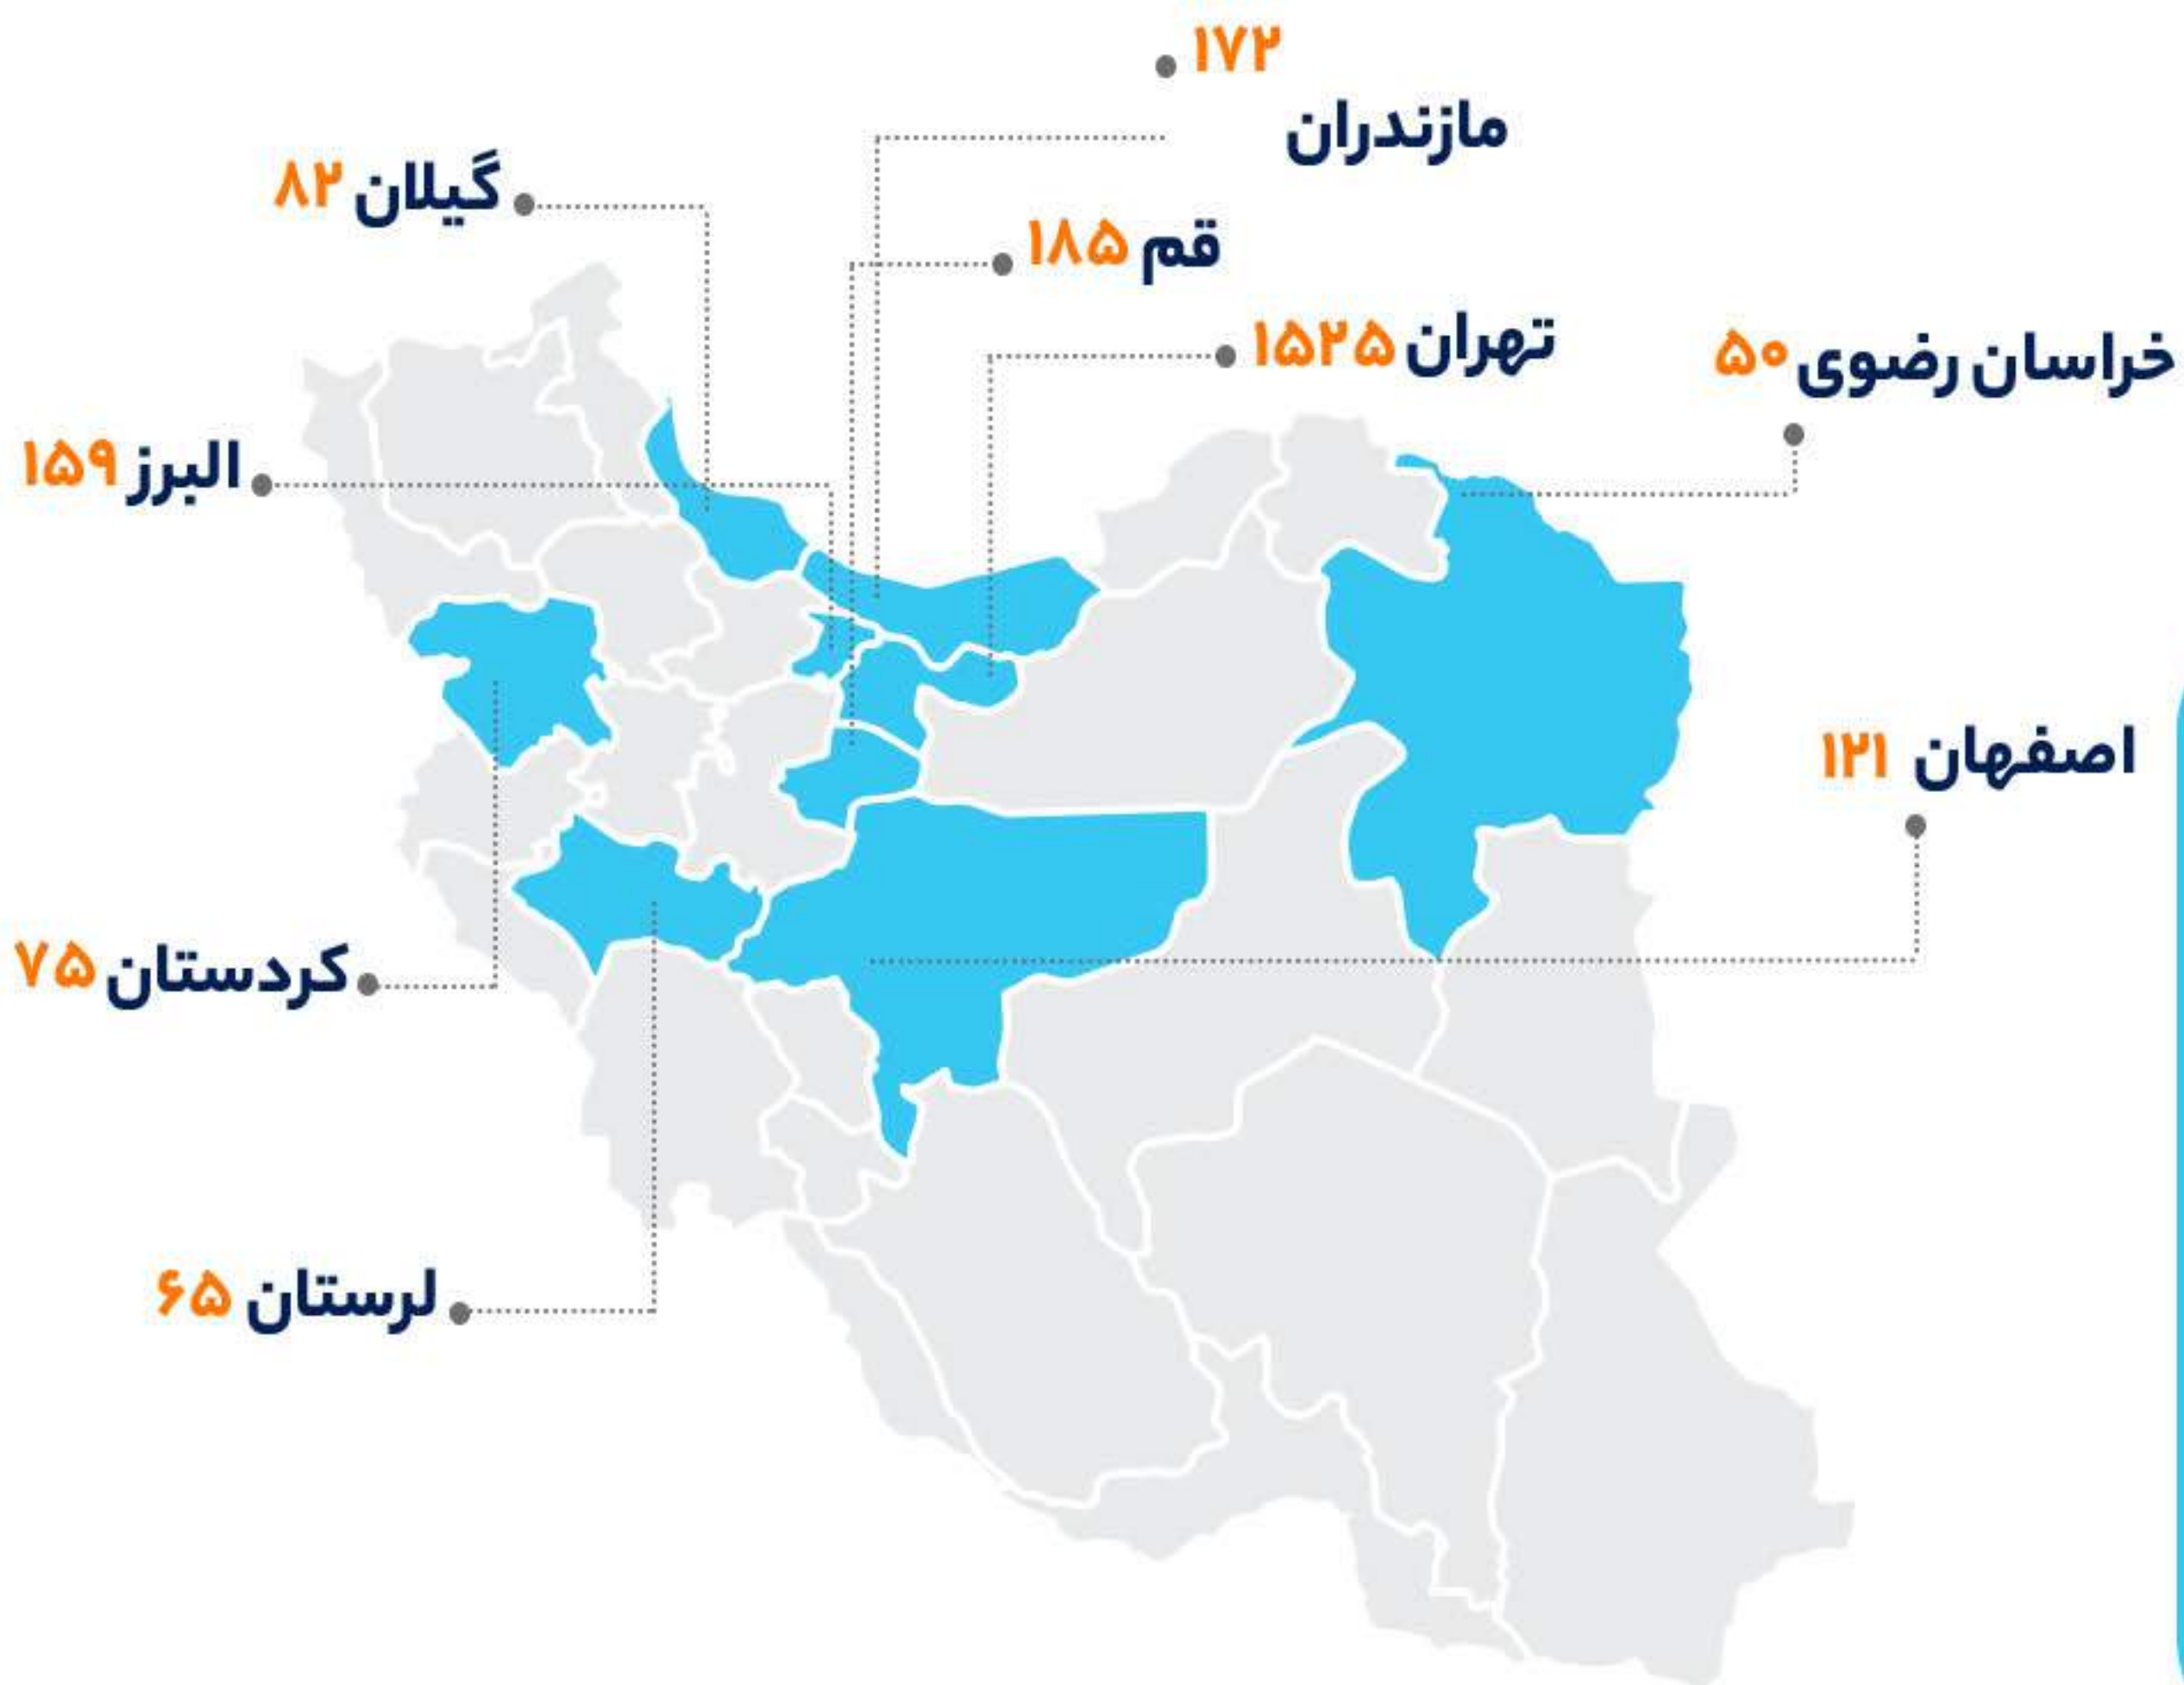 ۱۷۲
مازندران
گیلان ۸۲
قم ۱۸۵
تهران ۱۵۲۵
خراسان رضوی ۵۰
البرز ۱۵۹
اصفهان ۱۲۱
کردستان ۷۵
لرستان ۶۵